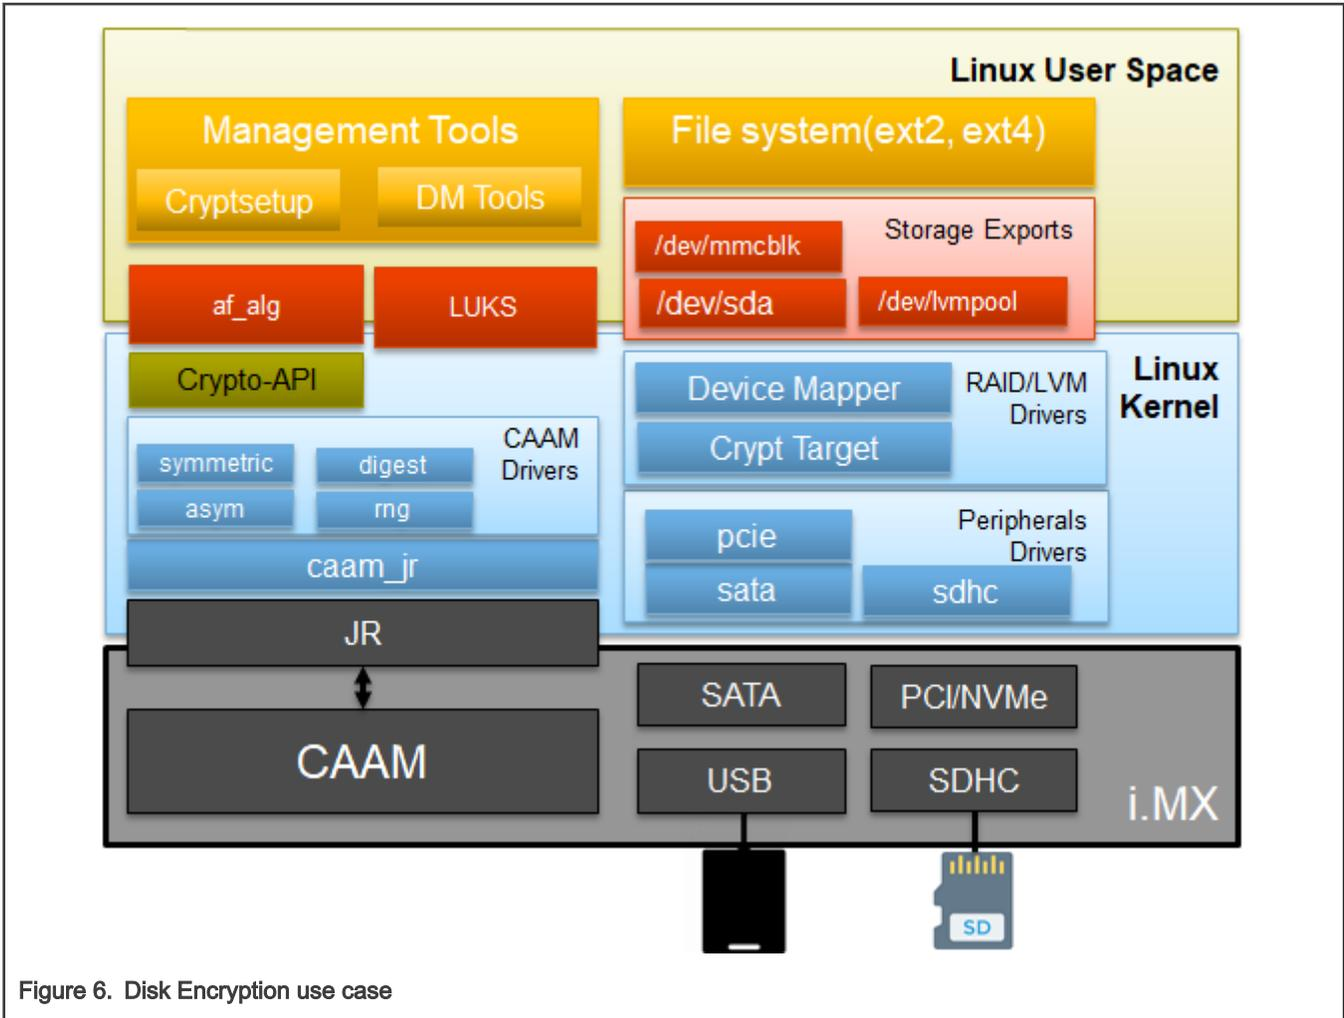 Linux User Space
Management Tools
Cryptsetup
DM Tools
File system(ext2, ext4)
Storage Exports
/dev/mmcblk
/dev/sda
/dev/lvmpool
af_alg
LUKS
Linux
Kernel
Crypto-API
CAAM
Drivers
symmetric
digest
asym
rng
caam_jr
Device Mapper
Crypt Target
RAID/LVM
Drivers
Peripherals
Drivers
pcie
sata
sdhc
JR
CAAM
SATA
PCI/NVMe
USB
SDHC
i.MX
SD
Figure 6. Disk Encryption use case